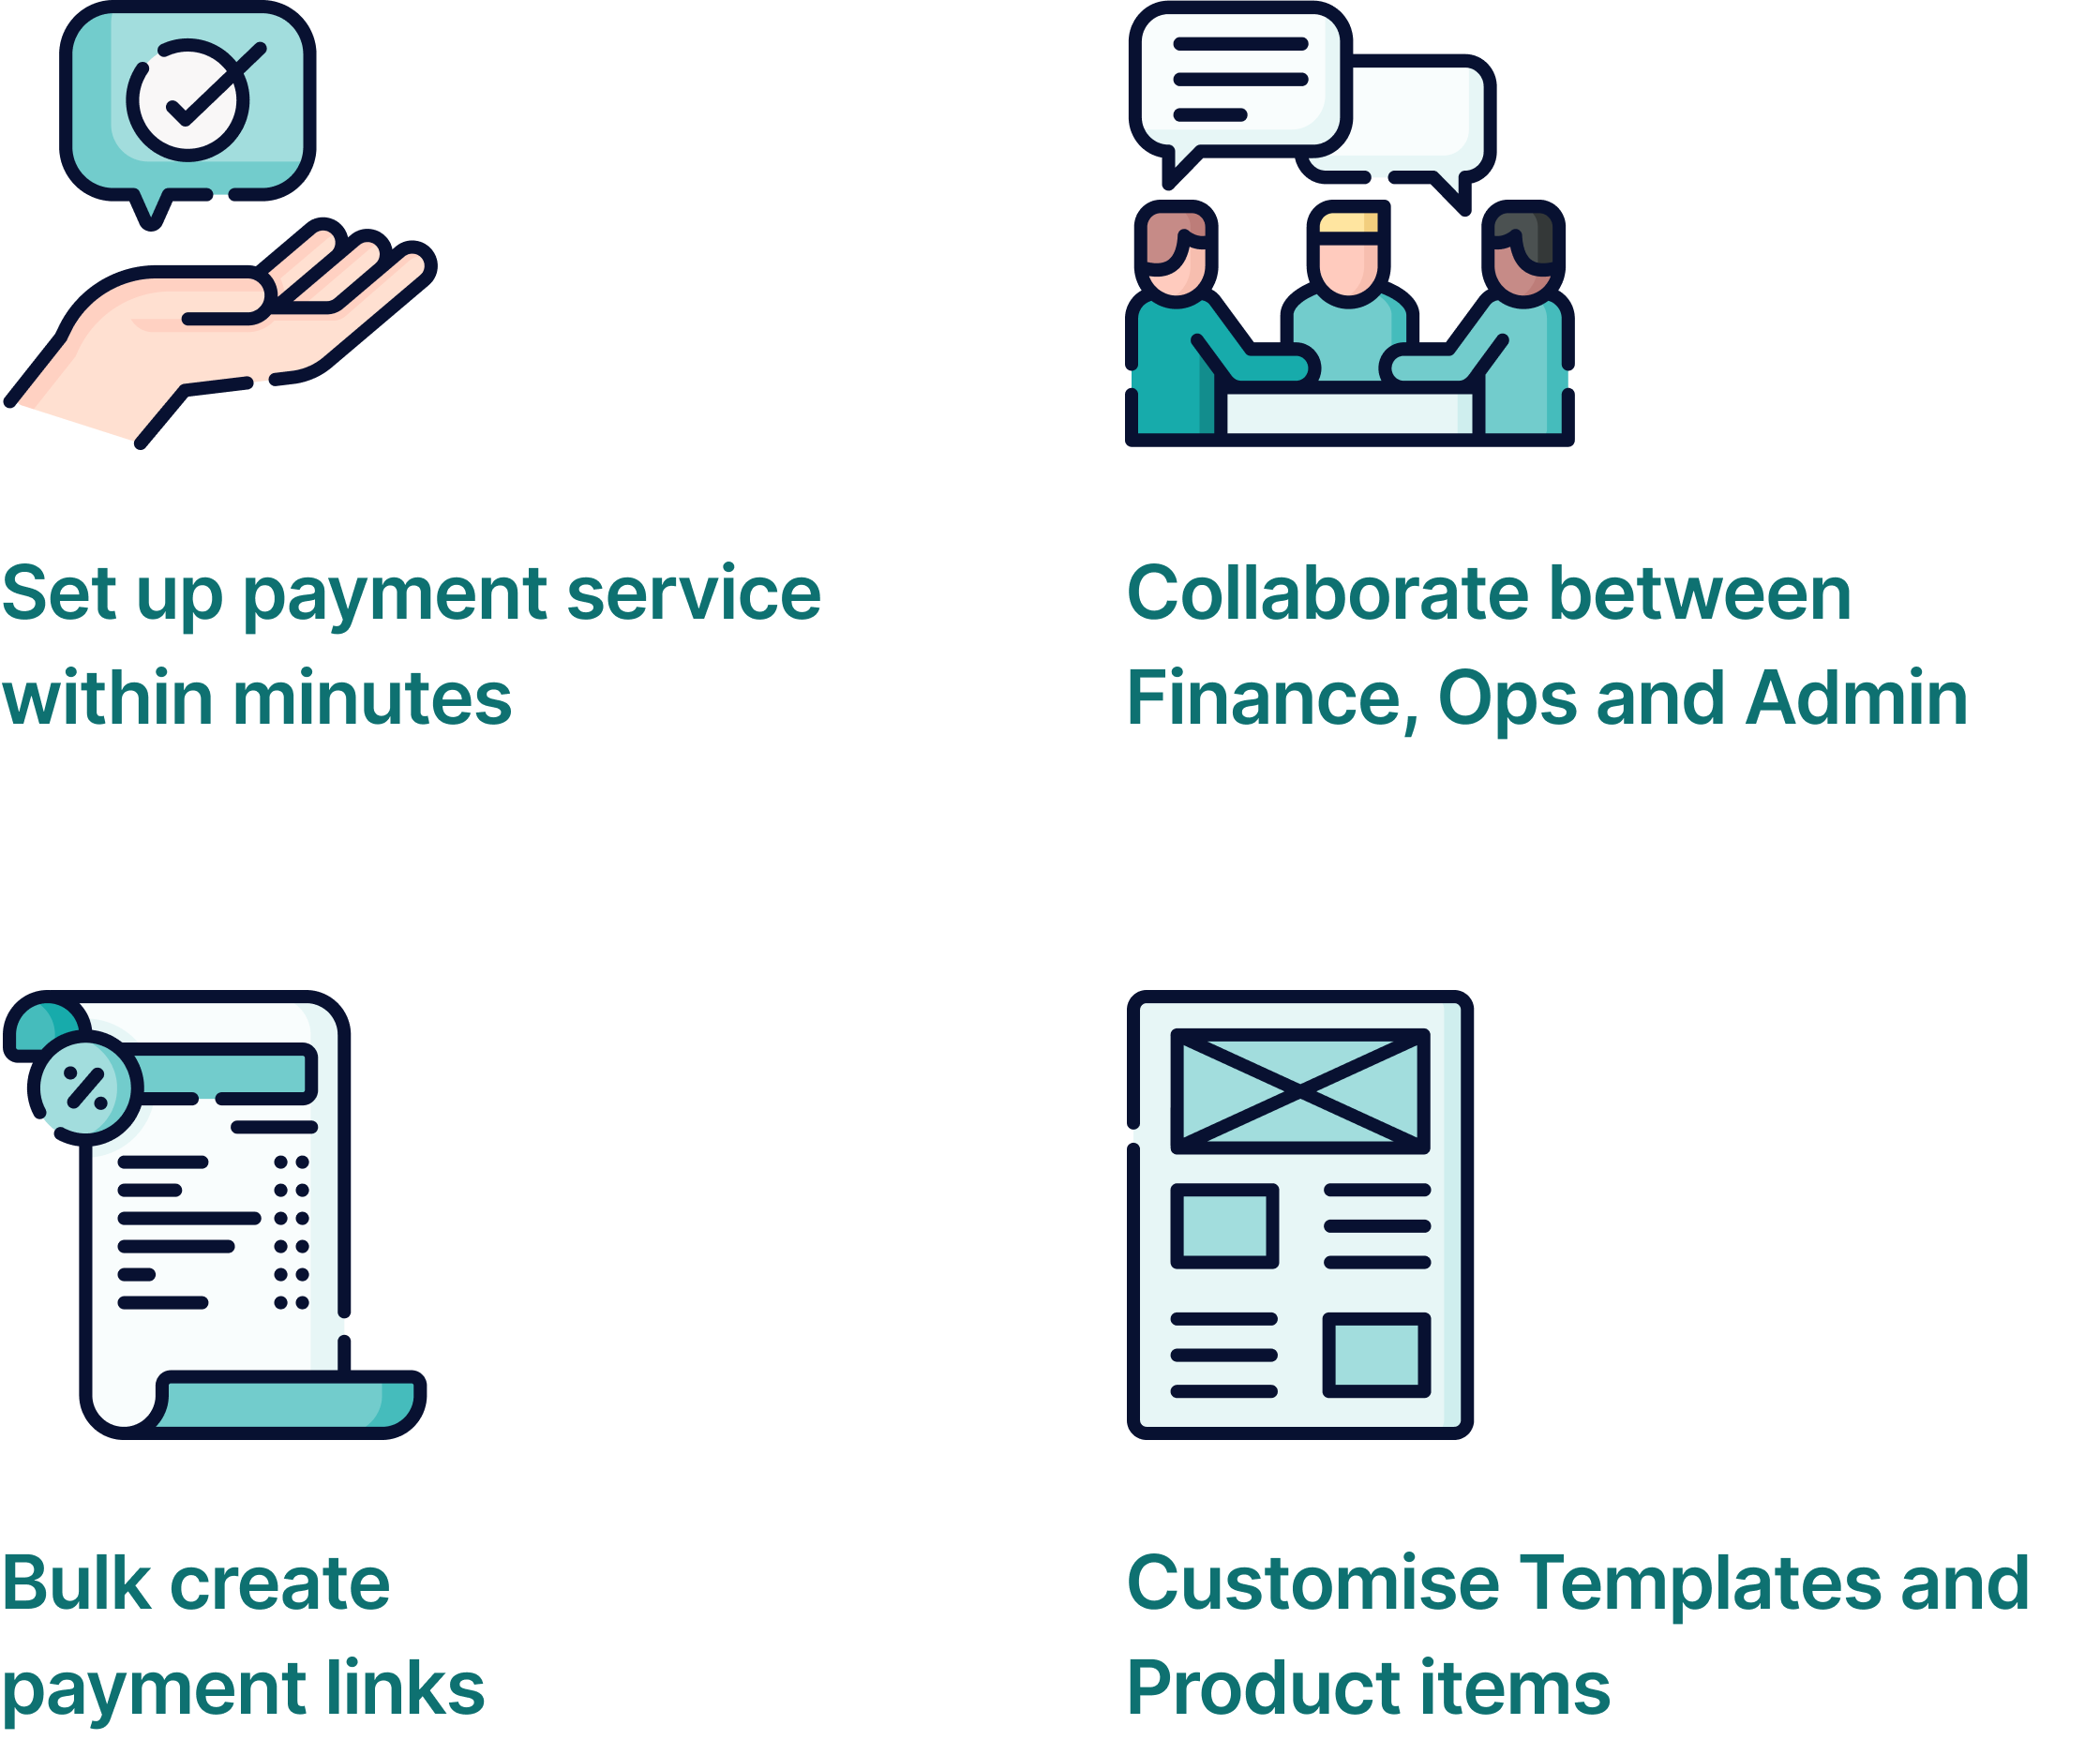 Set up payment service
within minutes
Collaborate between
Finance, Ops and Admin
Bulk create
payment links
Customise Templates and
Product items